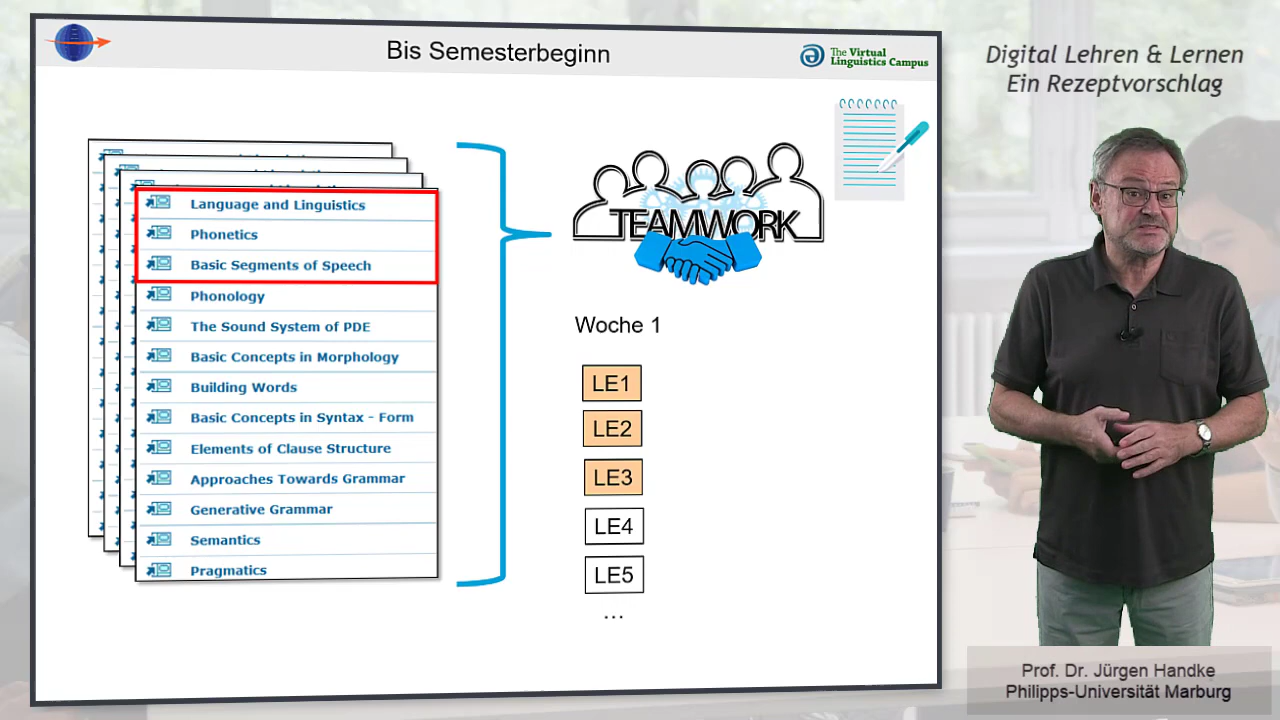 Bis Semesterbeginn
The Virtual
Linguistics Campus
Digital Lehren & Lernen
Ein Rezeptvorschlag
Language and Linguistics
Phonetics
Basic Segments of Speech
Phonology
The Sound System of PDE
Basic Concepts in Morphology
Building Words
Basic Concepts in Syntax - Form
Elements of Clause Structure
Approaches Towards Grammar
Generative Grammar
Semantics
Pragmatics
TEAMWORK
Woche 1
LE1
LE2
LE3
LE4
LE5
...
Prof. Dr. Jürgen Handke
Philipps-Universität Marburg